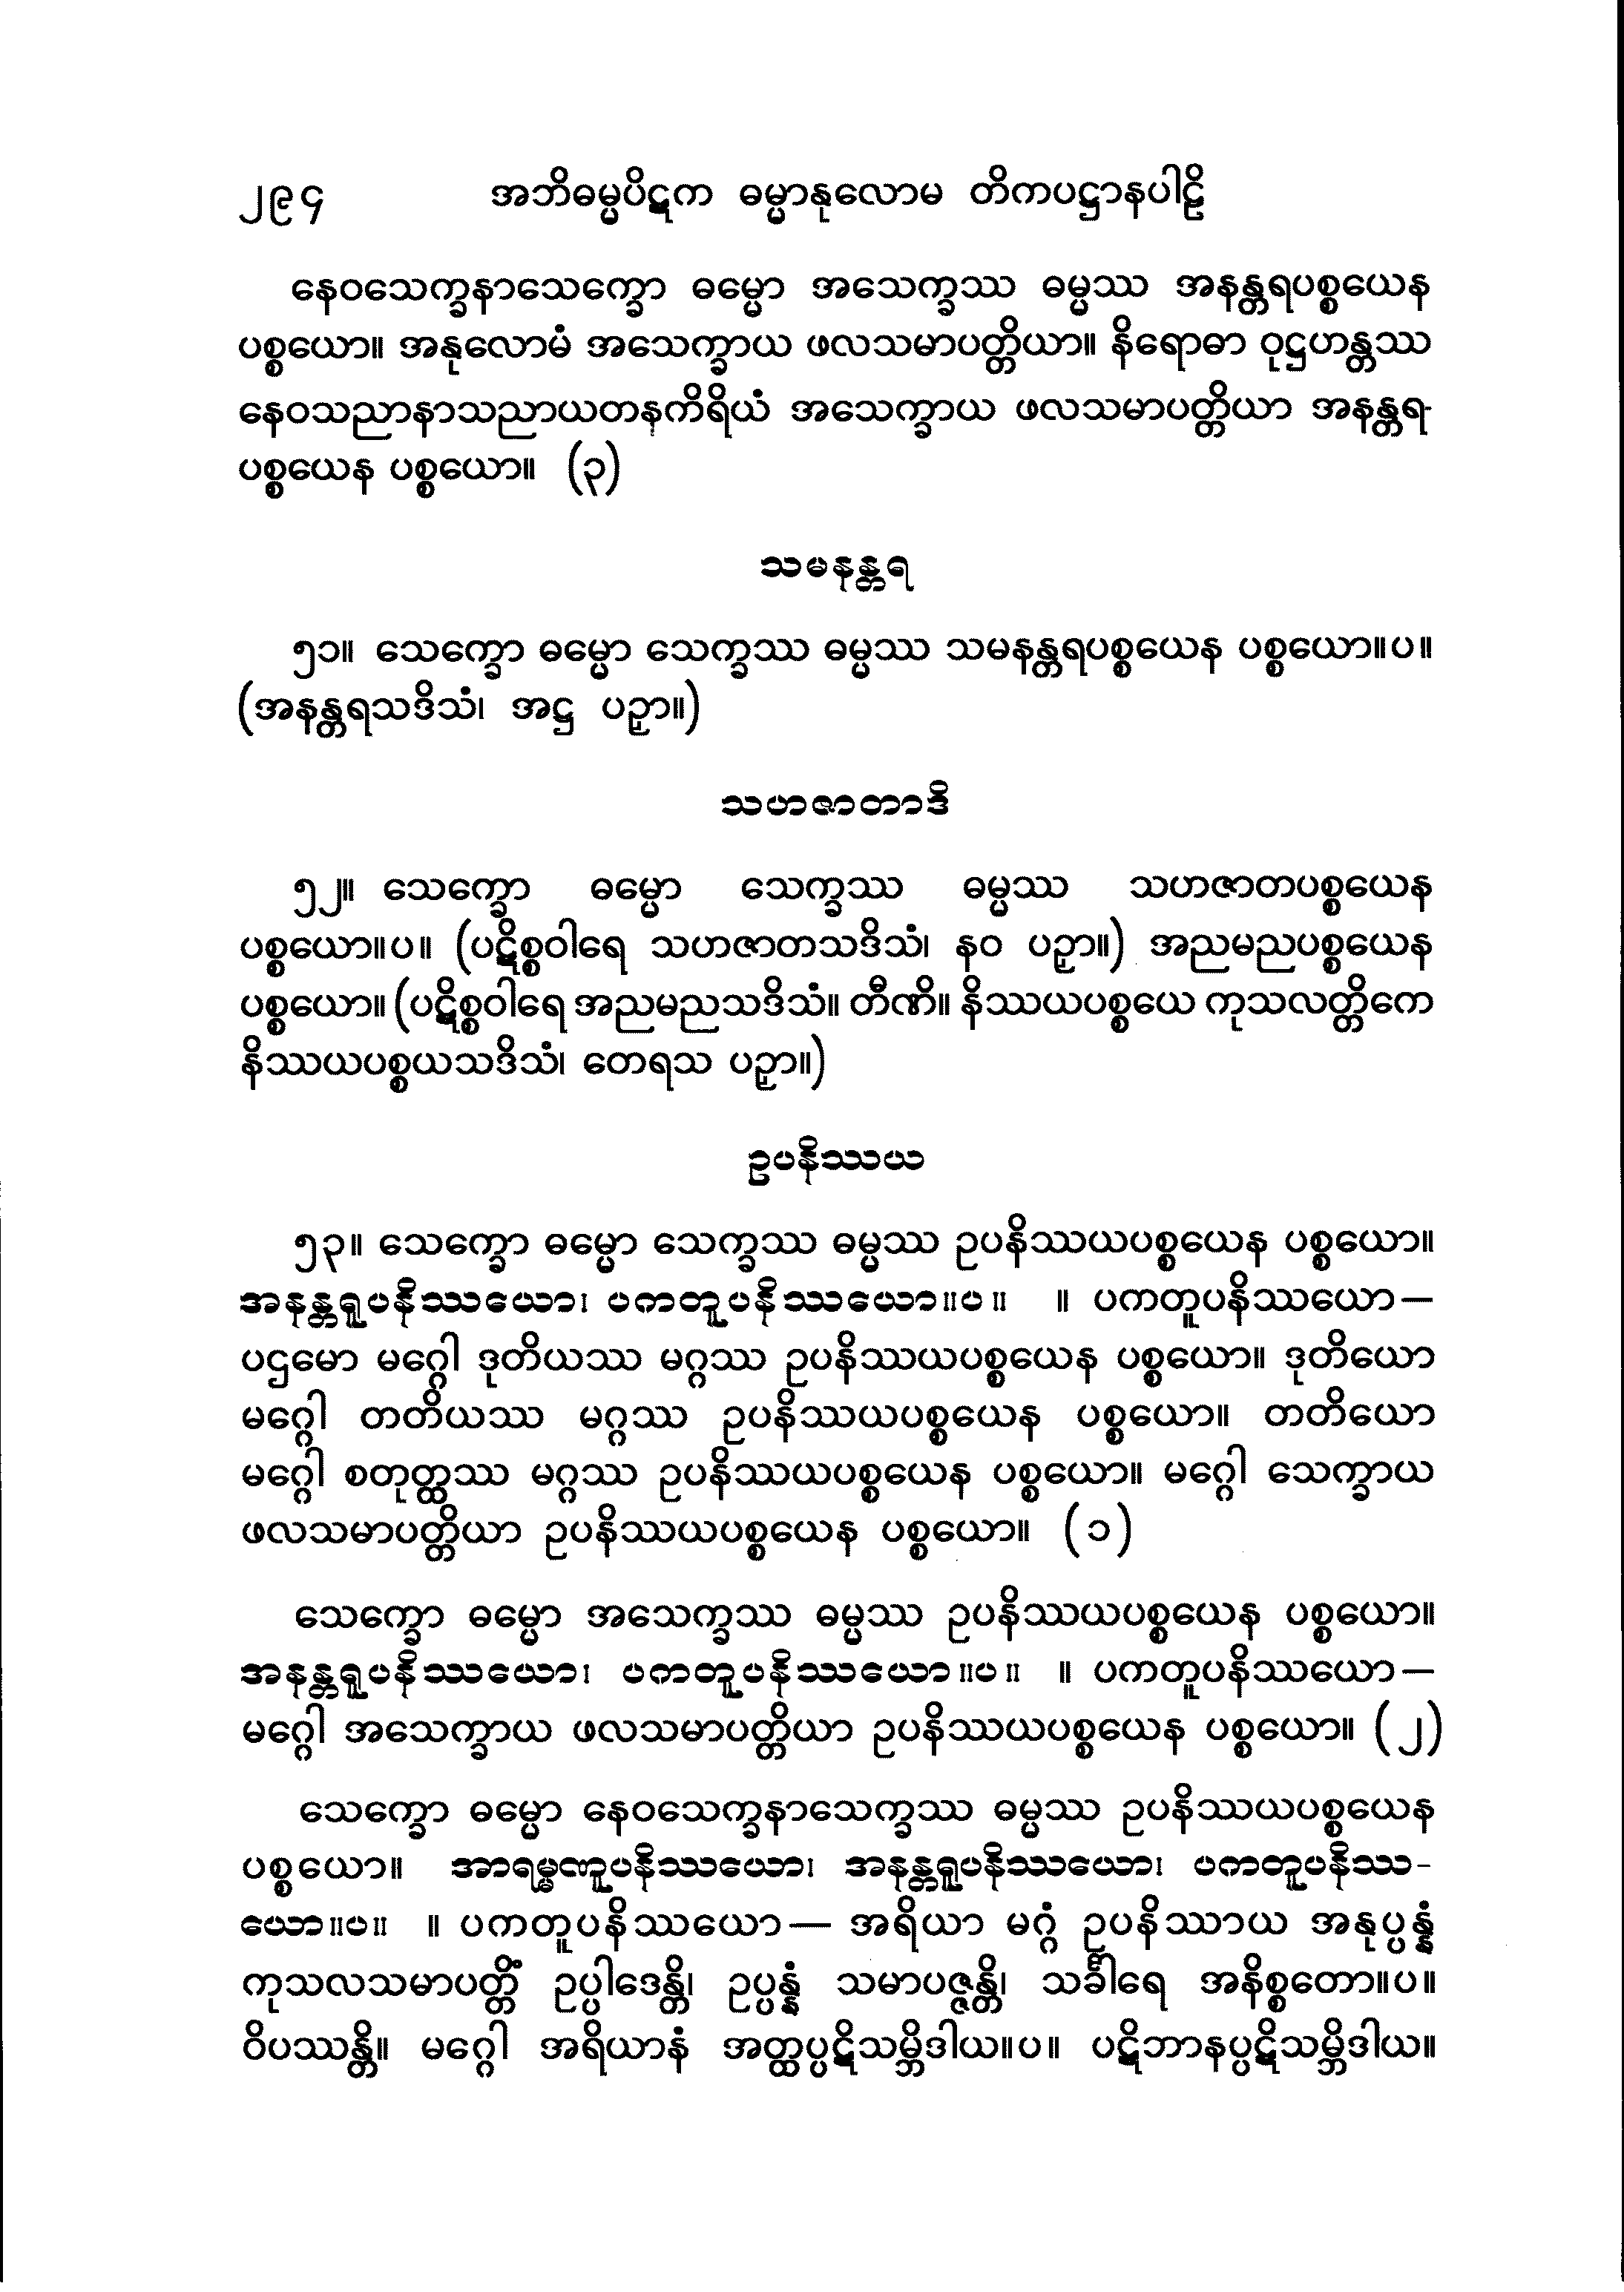 ၂၉၄ အဘိဓမ္မပိဋက ဓမ္မာနုလောမ တိကပဋ္ဌာနပါဠိ
နေဝသေက္ခနာသေက္ခော ဓမ္မော အသေက္ခဿ ဓမ္မဿ အနန္တရပစ္စယေန
ပစ္စယော။ အနုလောမံ အသေက္ခာယ ဖလသမာပတ္တိယာ။ နိရောဓာ ဝုဋ္ဌဟန္တဿ
နေဝသညာနာသညာယတနကိရိယံ အသေက္ခာယ ဖလသမာပတ္တိယာ အနန္တရ-
ပစ္စယေန ပစ္စယော။ (၃)
သမနန္တရ
၅၁။ သေက္ခော ဓမ္မော သေက္ခဿ ဓမ္မဿ သမနန္တရပစ္စယေန ပစ္စယော။ပ။
(အနန္တရသဒိသံ၊ အဋ္ဌ ပဉှာ။)
သဟဇာတာဒိ
၅၂။ သေက္ခော ဓမ္မော သေက္ခဿ ဓမ္မဿ သဟဇာတပစ္စယေန
ပစ္စယော။ပ။ (ပဋိစ္စဝါရေ သဟဇာတသဒိသံ၊ နဝ ပဉှာ။) အညမညပစ္စယေန
ပစ္စယော။ (ပဋိစ္စဝါရေ အညမညသဒိသံ။ တီဏိ။ နိဿယပစ္စယေ ကုသလတ္တိကေ
နိဿယပစ္စယသဒိသံ၊ တေရသ ပဉှာ။)
ဥပနိဿယ
၅၃။ သေက္ခော ဓမ္မော သေက္ခဿ ဓမ္မဿ ဥပနိဿယပစ္စယေန ပစ္စယော။
အနန္တရူပနိဿယော၊ ပကတူပနိဿယော။ပ။ ။ ပကတူပနိဿယော—
ပဌမော မဂ္ဂေါ ဒုတိယဿ မဂ္ဂဿ ဥပနိဿယပစ္စယေန ပစ္စယော။ ဒုတိယော
မဂ္ဂေါ တတိယဿ မဂ္ဂဿ ဥပနိဿယပစ္စယေန ပစ္စယော။ တတိယော
မဂ္ဂေါ စတုတ္ထဿ မဂ္ဂဿ ဥပနိဿယပစ္စယေန ပစ္စယော။ မဂ္ဂေါ သေက္ခာယ
ဖလသမာပတ္တိယာ ဥပနိဿယပစ္စယေန ပစ္စယော။ (၁)
သေက္ခော ဓမ္မော အသေက္ခဿ ဓမ္မဿ ဥပနိဿယပစ္စယေန ပစ္စယော။
အနန္တရူပနိဿယော၊ ပကတူပနိဿယော။ပ။ ။ ပကတူပနိဿယော—
မဂ္ဂေါ အသေက္ခာယ ဖလသမာပတ္တိယာ ဥပနိဿယပစ္စယေန ပစ္စယော။ (၂)
သေက္ခော ဓမ္မော နေဝသေက္ခနာသေက္ခဿ ဓမ္မဿ ဥပနိဿယပစ္စယေန
ပစ္စယော။ အာရမ္မဏူပနိဿယော၊ အနန္တရူပနိဿယော၊ ပကတူပနိဿ-
ယော။ပ။ ။ ပကတူပနိဿယော— အရိယာ မဂ္ဂံ ဥပနိဿာယ အနုပ္ပန္နံ
ကုသလသမာပတ္တိံ ဥပ္ပါဒေန္တိ၊ ဥပ္ပန္နံ သမာပဇ္ဇန္တိ၊ သင်္ခါရေ အနိစ္စတော။ပ။
ဝိပဿန္တိ။ မဂ္ဂေါ အရိယာနံ အတ္ထပ္ပဋိသမ္ဘိဒါယ။ပ။ ပဋိဘာနပ္ပဋိသမ္ဘိဒါယ။